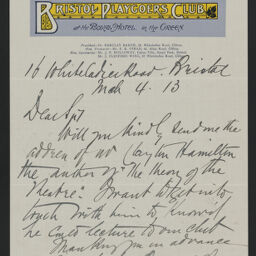 BRISTOL PLAYGOERS CLUB
at the ROYAL HOTEL in the GREEN
16 Whiteladies Road. Bristol
Mch 4. 13
Dear Sir
Will you kindly send me the
address of Mr Clayton Hamilton
the author of "The Theory of the
Theatre". I want to get into
touch with him to know if
he could lecture to our club
Thanking you in advance